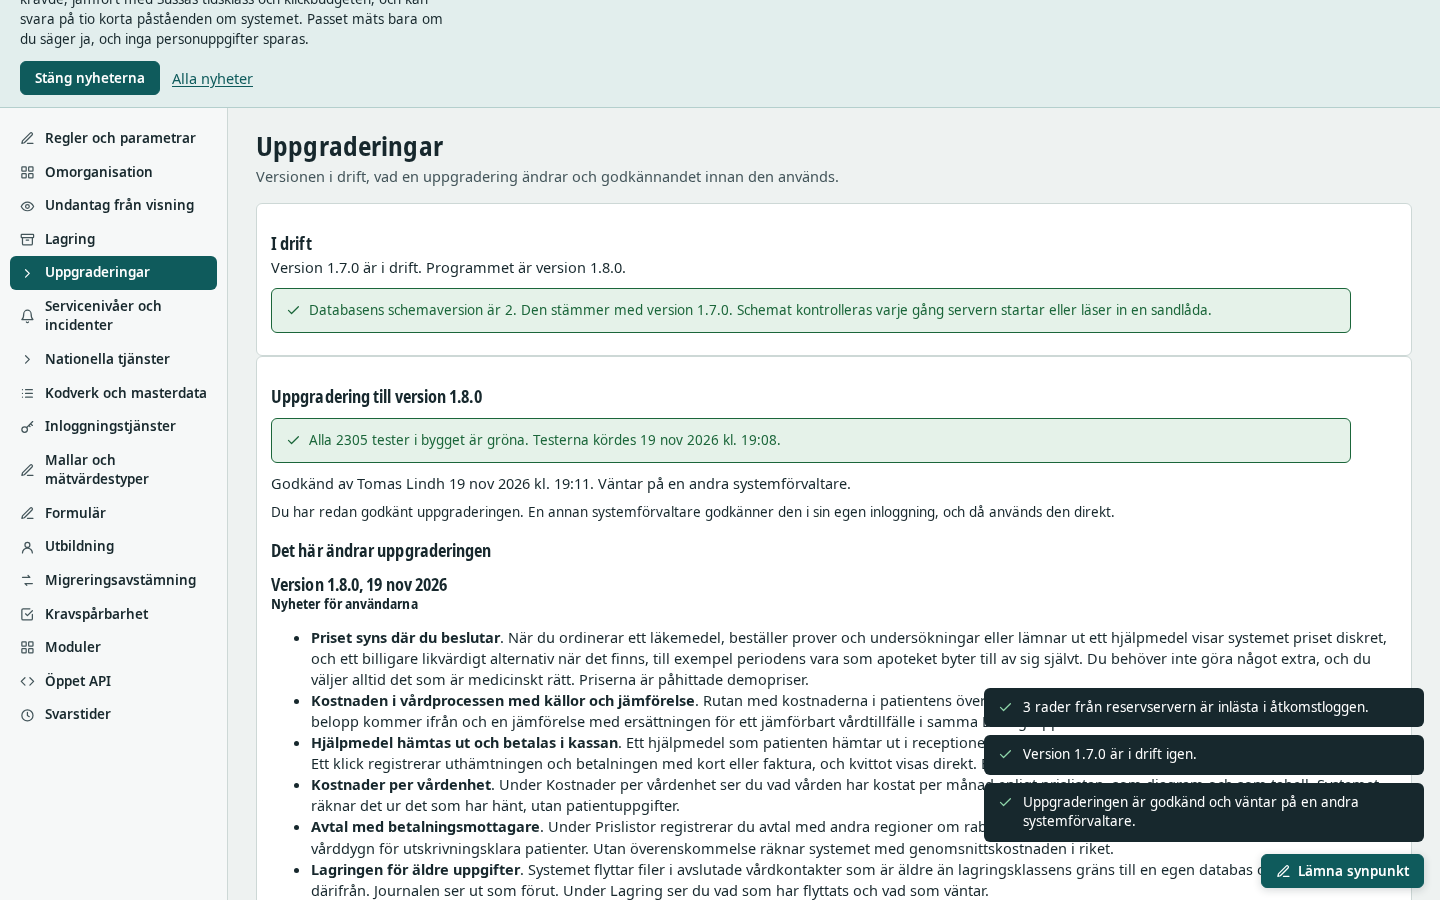 svara på tio korta påståenden om systemet. Passet mäts bara om
du säger ja, och inga personuppgifter sparas.
Stäng nyheterna
Alla nyheter
Regler och parametrar
Omorganisation
Undantag från visning
Lagring
Uppgraderingar
Servicenivåer och
incidenter
Nationella tjänster
Kodverk och masterdata
Inloggningstjänster
Mallar och
mätvärdestyper
Formulär
Utbildning
Migreringsavstämning
Kravspårbarhet
Moduler
Öppet API
Svarstider
Uppgraderingar
Versionen i drift, vad en uppgradering ändrar och godkännandet innan den används.
I drift
Version 1.7.0 är i drift. Programmet är version 1.8.0.
Databasens schemaversion är 2. Den stämmer med version 1.7.0. Schemat kontrolleras varje gång servern startar eller läser in en sandlåda.
Uppgradering till version 1.8.0
Alla 2305 tester i bygget är gröna. Testerna kördes 19 nov 2026 kl. 19:08.
Godkänd av Tomas Lindh 19 nov 2026 kl. 19:11. Väntar på en andra systemförvaltare.
Du har redan godkänt uppgraderingen. En annan systemförvaltare godkänner den i sin egen inloggning, och då används den direkt.
Det här ändrar uppgraderingen
Version 1.8.0, 19 nov 2026
Nyheter för användarna
Priset syns där du beslutar. När du ordinerar ett läkemedel, beställer prover och undersökningar eller lämnar ut ett hjälpmedel visar systemet priset diskret,
och ett billigare likvärdigt alternativ när det finns, till exempel periodens vara som apoteket byter till av sig självt. Du behöver inte göra något extra, och du
väljer alltid det som är medicinskt rätt. Priserna är påhittade demopriser.
Kostnaden i vårdprocessen med källor och jämförelse. Rutan med kostnaderna i patientens
belopp kommer ifrån och en jämförelse med ersättningen för ett jämförbart vårdtillfälle i samma
Hjälpmedel hämtas ut och betalas i kassan. Ett hjälpmedel som patienten hämtar ut i
Ett klick registrerar uthämtningen och betalningen med kort eller faktura, och kvittot visas direkt.
Kostnader per vårdenhet. Under Kostnader per vårdenhet ser du vad vården har kostat per månad
räknar det ur det som har hänt, utan patientuppgifter.
Avtal med betalningsmottagare. Under Prislistor registrerar du avtal med andra regioner om
vårddygn för utskrivningsklara patienter. Utan överenskommelse räknar systemet med genomsnittskostnaden i riket.
Lagringen för äldre uppgifter. Systemet flyttar filer i avslutade vårdkontakter som är äldre än lagringsklassens gräns till en egen databas
därifrån. Journalen ser ut som förut. Under Lagring ser du vad som har flyttats och vad som väntar.
3 rader från reservservern är inlästa i åtkomstloggen.
Version 1.7.0 är i drift igen.
Uppgraderingen är godkänd och väntar på en andra
systemförvaltare.
Lämna synpunkt